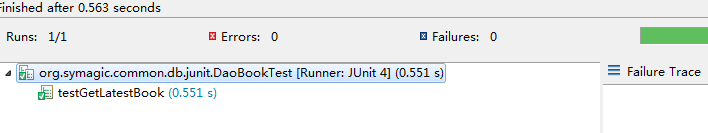 Finished after 0.563 seconds
Runs: 1/1 Errors: 0 Failures: 0
org.symagic.common.db.junit.DaoBookTest [Runner: JUnit 4] (0.551 s)
Failure Trace
testGetLatestBook (0.551 s)